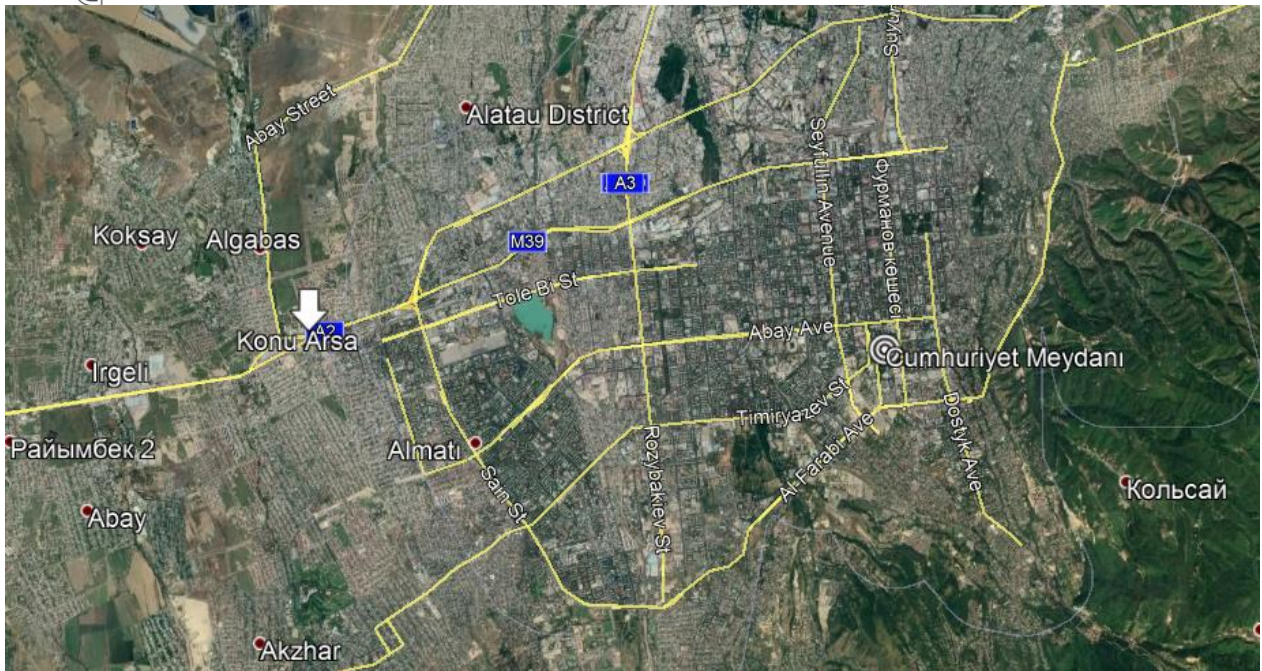 Abay Street
Alatau District
Suyun
A3
Seyfullin Avenue
Фурманов көшесі
Koksay
Algabas
M39
Tole Bi St
A2
Konu Arsa
Abay Ave
Cumhuriyet Meydanı
Irgeli
Timiryazev St
Dostyk Ave
Al-Farabi Ave
Райымбек 2
Almatı
Sain St
Rozybakiev St
Кольсай
Abay
Akzhar